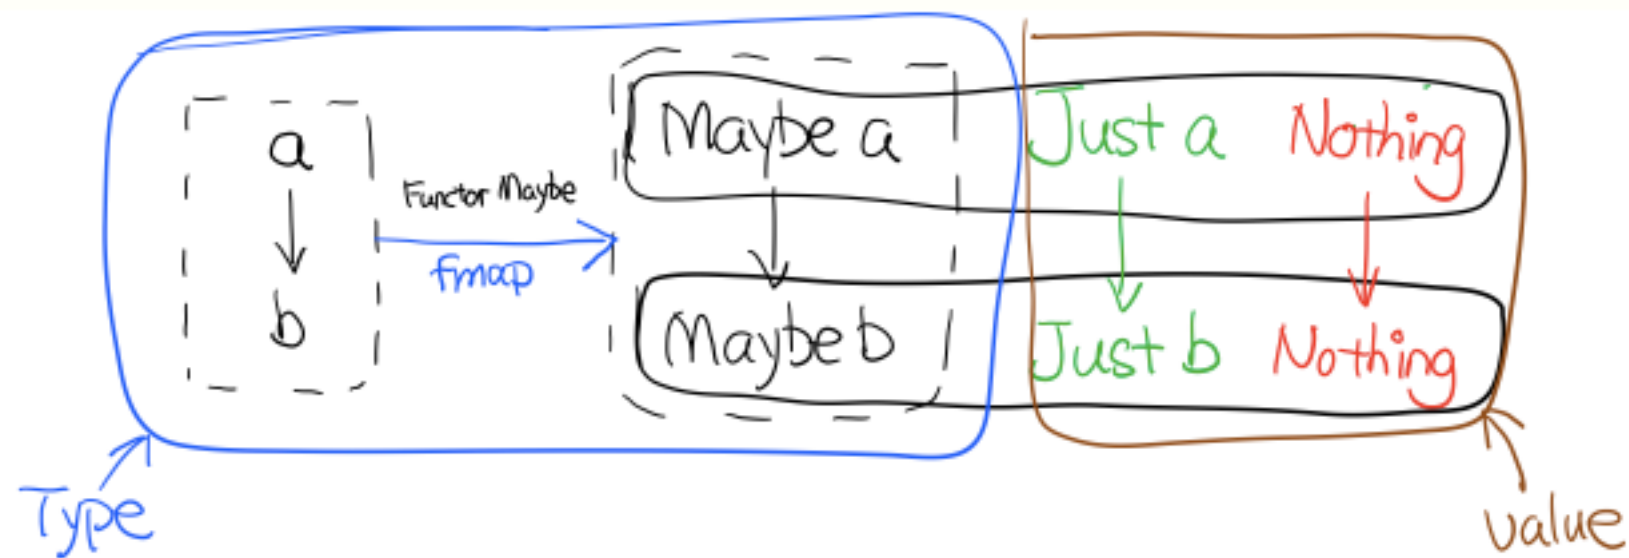 a
Maybe a Just a Nothing
Functor Maybe
fmap
b
Maybe b Just b Nothing
Type
value